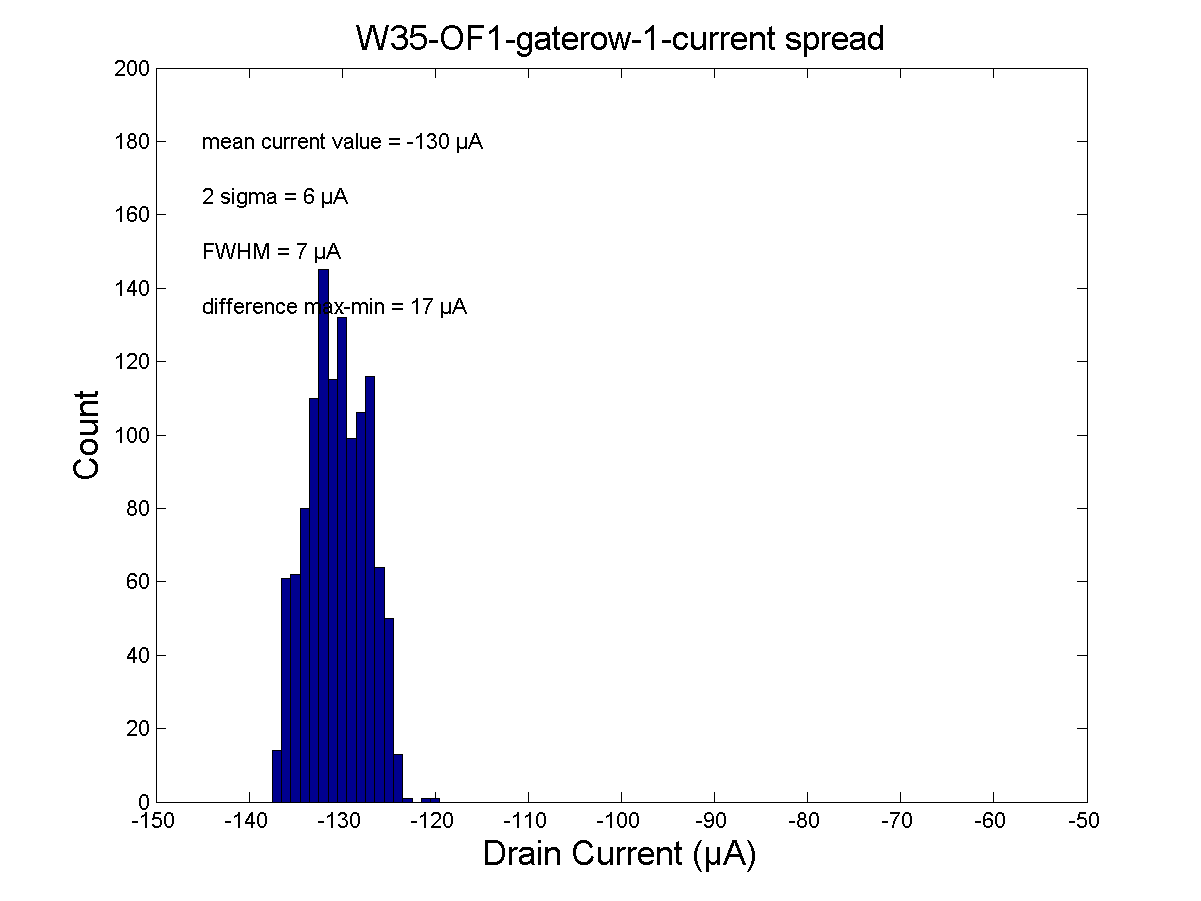 W35-OF1-gaterow-1-current spread
200
180
160
140
120
100
80
60
40
20
0
mean current value = -130 µA
2 sigma = 6 µA
FWHM = 7 µA
difference max-min = 17 µA
Count
-150 -140 -130 -120 -110 -100 -90 -80 -70 -60 -50
Drain Current (µA)